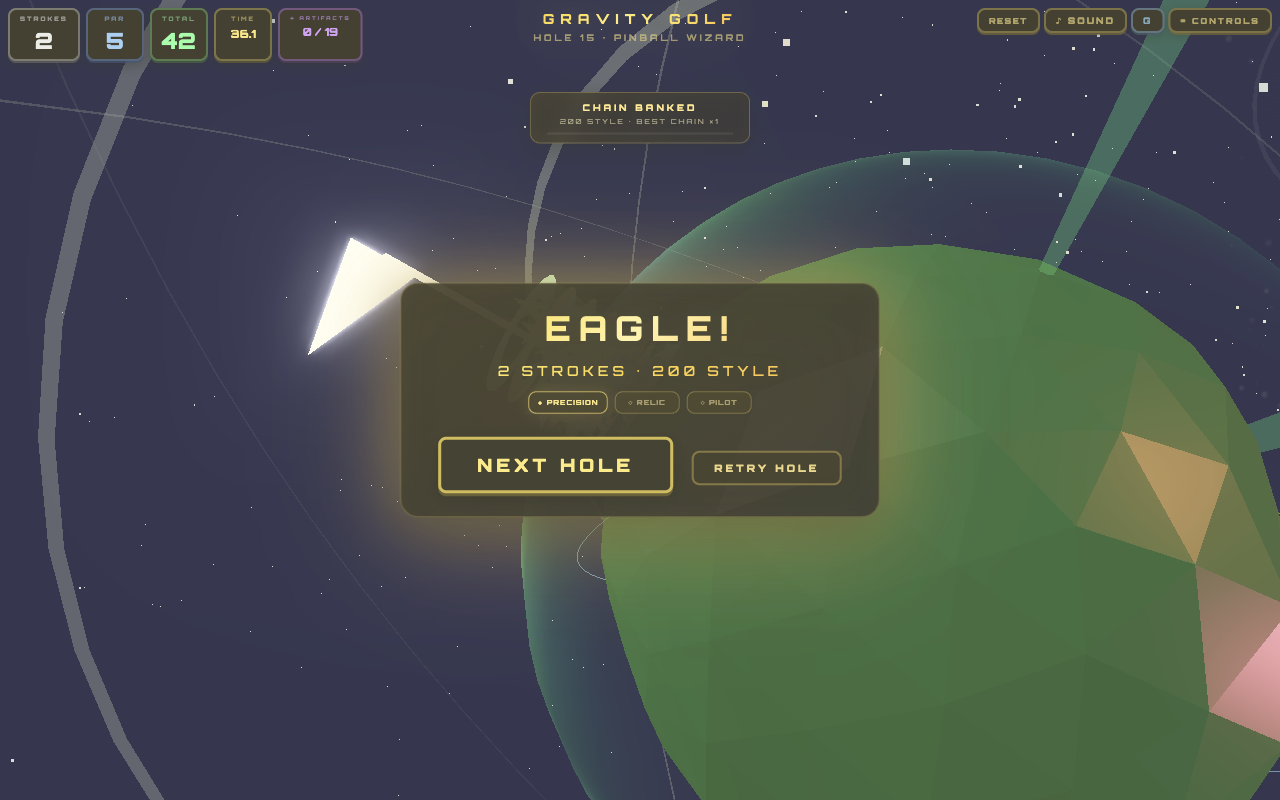 STROKES
2
PAR
5
TOTAL
42
TIME
36.1
ARTIFACTS
0 / 19
GRAVITY GOLF
HOLE 15 · PINBALL WIZARD
RESET
♪ SOUND
G
CONTROLS
CHAIN BANKED
200 STYLE · BEST CHAIN ×1
EAGLE!
2 STROKES · 200 STYLE
PRECISION
RELIC
PILOT
NEXT HOLE
RETRY HOLE